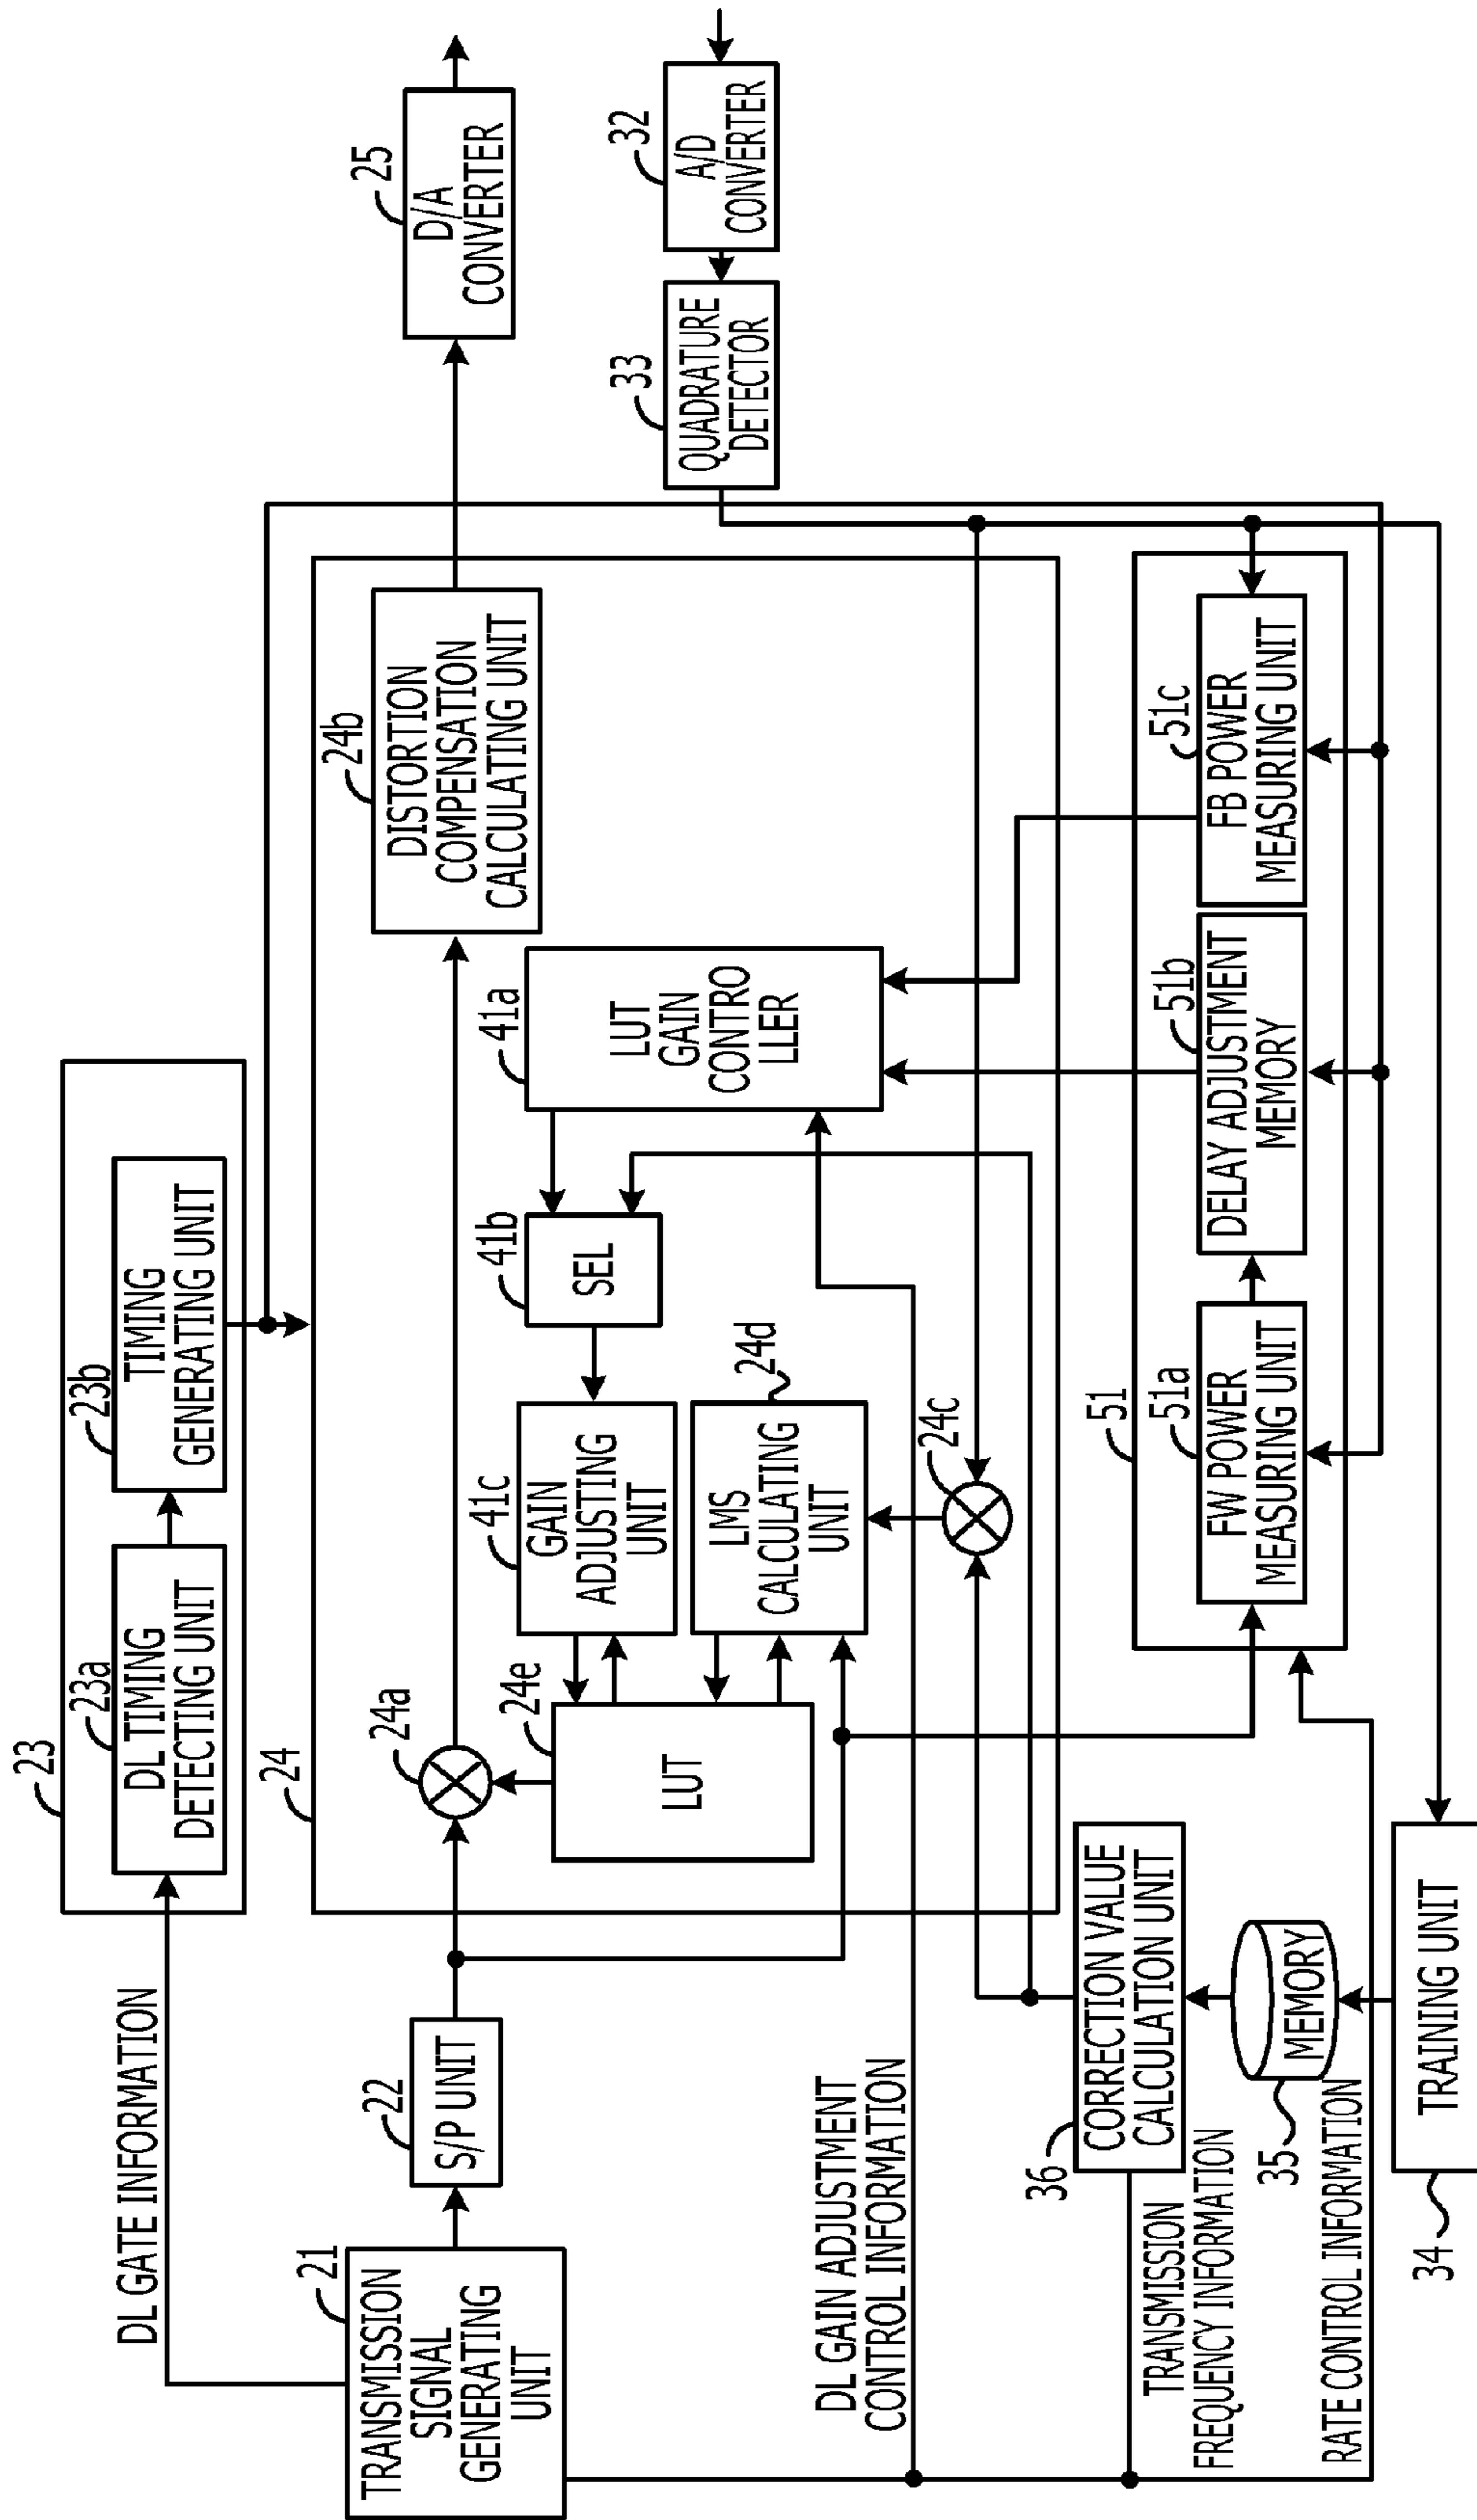 DL GATE INFORMATION
23
23a
DL TIMING
DETECTING UNIT
23b
TIMING
GENERATING UNIT
21
TRANSMISSION
SIGNAL
GENERATING
UNIT
22
S/P UNIT
24
24a
24b
DISTORTION
COMPENSATION
CALCULATING UNIT
25
D/A
CONVERTER
24e
LUT
41c
GAIN
ADJUSTING
UNIT
41b
SEL
41a
LUT
GAIN
CONTRO
LLER
24d
LMS
CALCULATING
UNIT
24c
33
QUADRATURE
DETECTOR
32
A/D
CONVERTER
DL GAIN ADJUSTMENT
CONTROL INFORMATION
36
CORRECTION VALUE
CALCULATION UNIT
TRANSMISSION
FREQUENCY INFORMATION
35
MEMORY
RATE CONTROL INFORMATION
34
TRAINING UNIT
51
51a
FW POWER
MEASURING UNIT
51b
DELAY ADJUSTMENT
MEMORY
51c
FB POWER
MEASURING UNIT